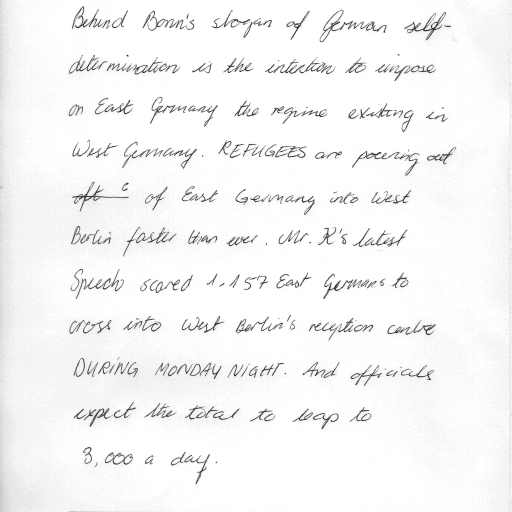 Behind Bonn's slogan of German self-
determination is the intention to impose
on East Germany the regime existing in
West Germany. REFUGEES are pouring out
of East Germany into West
Berlin faster than ever. Mr. K's latest
Speech scared 1,157 East Germans to
cross into West Berlin's reception centre
DURING MONDAY NIGHT. And officials
expect the total to leap to
3,000 a day.